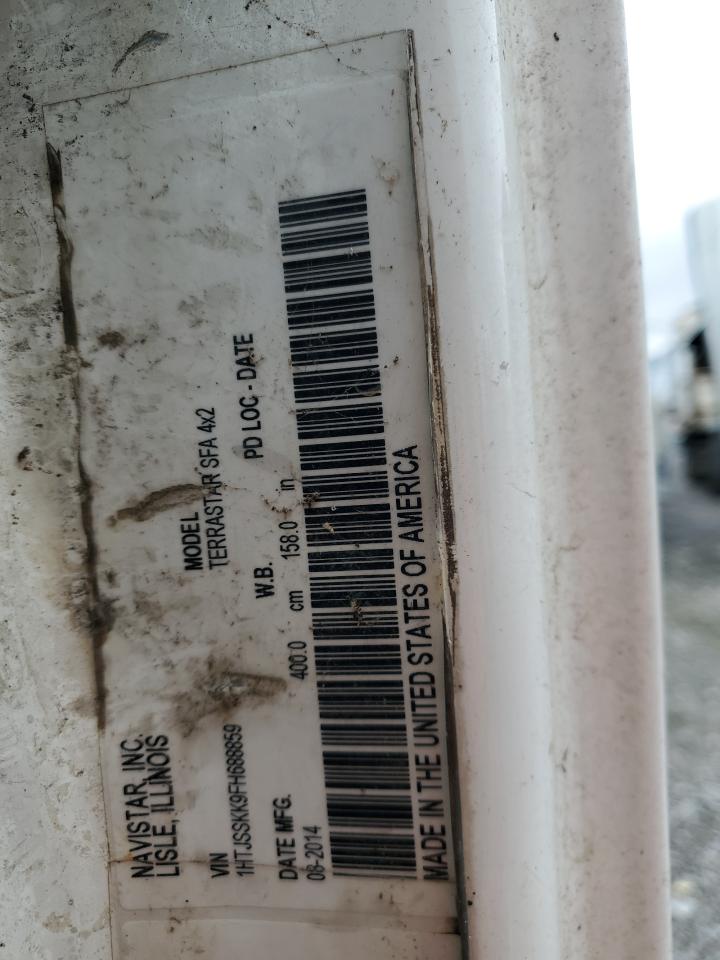 NAVISTAR, INC.
LISLE, ILLINOIS
VIN MODEL
1HTJSSKK9FH688859 TERRASTAR SFA 4x2
DATE MFG. W.B. PD LOC - DATE
08-2014 400.0 cm 158.0 in
MADE IN THE UNITED STATES OF AMERICA